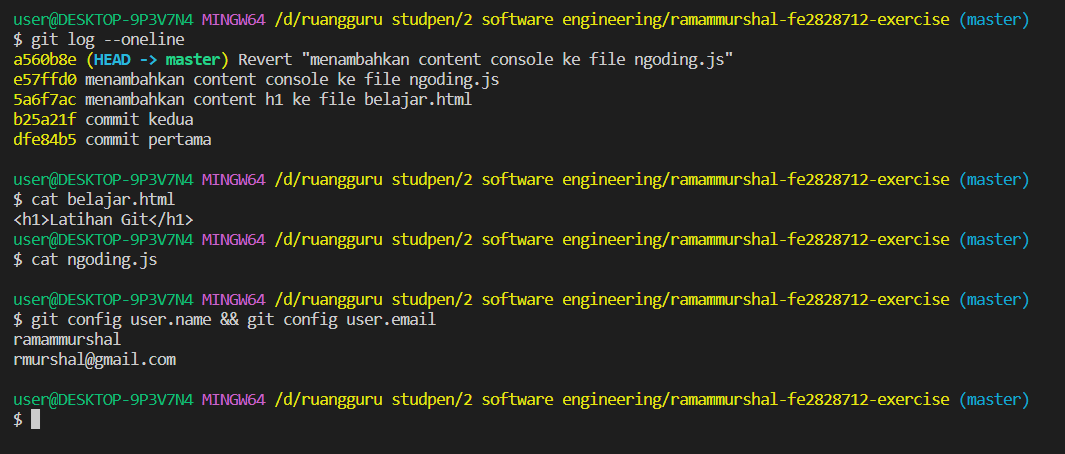 user@DESKTOP-9P3V7N4 MINGW64 /d/ruangguru studpen/2 software engineering/ramammurshal-fe2828712-exercise (master)
$ git log --oneline
a560b8e (HEAD -> master) Revert "menambahkan content console ke file ngoding.js"
e57ffd0 menambahkan content console ke file ngoding.js
5a6f7ac menambahkan content h1 ke file belajar.html
b25a21f commit kedua
dfe84b5 commit pertama
user@DESKTOP-9P3V7N4 MINGW64 /d/ruangguru studpen/2 software engineering/ramammurshal-fe2828712-exercise (master)
$ cat belajar.html
<h1>Latihan Git</h1>
user@DESKTOP-9P3V7N4 MINGW64 /d/ruangguru studpen/2 software engineering/ramammurshal-fe2828712-exercise (master)
$ cat ngoding.js
user@DESKTOP-9P3V7N4 MINGW64 /d/ruangguru studpen/2 software engineering/ramammurshal-fe2828712-exercise (master)
$ git config user.name && git config user.email
ramammurshal
rmurshal@gmail.com
user@DESKTOP-9P3V7N4 MINGW64 /d/ruangguru studpen/2 software engineering/ramammurshal-fe2828712-exercise (master)
$